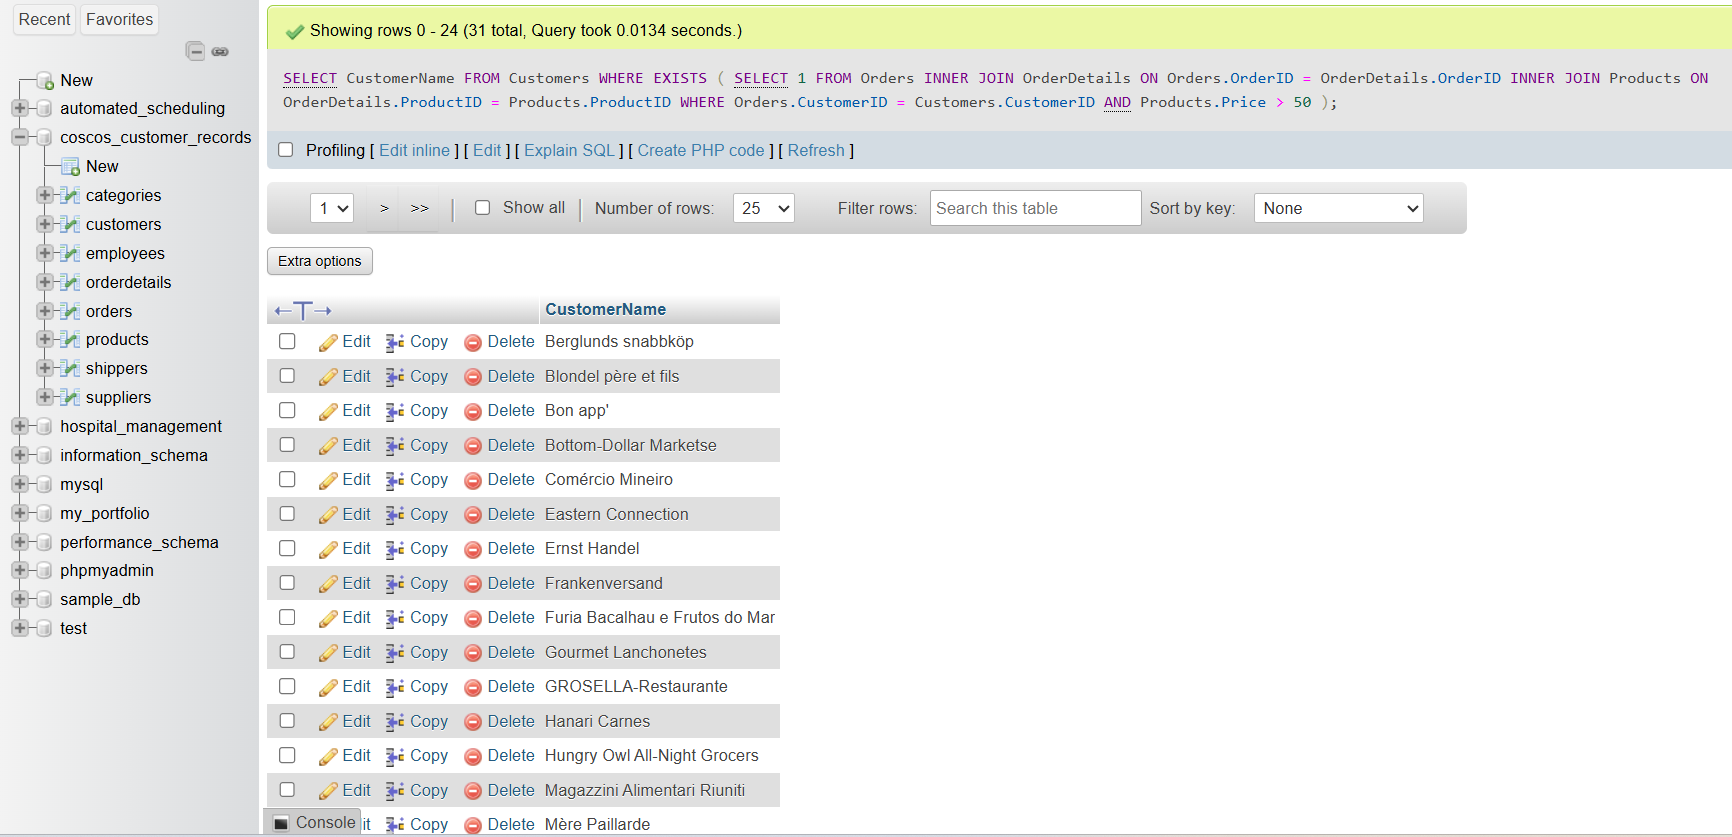 Recent Favorites
New
automated_scheduling
coscos_customer_records
New
categories
customers
employees
orderdetails
orders
products
shippers
suppliers
hospital_management
information_schema
mysql
my_portfolio
performance_schema
phpmyadmin
sample_db
test
Showing rows 0 - 24 (31 total, Query took 0.0134 seconds.)
SELECT CustomerName FROM Customers WHERE EXISTS ( SELECT 1 FROM Orders INNER JOIN OrderDetails ON Orders.OrderID = OrderDetails.OrderID INNER JOIN Products ON
OrderDetails.ProductID = Products.ProductID WHERE Orders.CustomerID = Customers.CustomerID AND Products.Price > 50 );
Profiling [ Edit inline ] [ Edit ] [ Explain SQL ] [ Create PHP code ] [ Refresh ]
1 > >> | Show all | Number of rows: 25 Filter rows: Search this table Sort by key: None
Extra options
←T→ CustomerName
Edit Copy Delete Berglunds snabbköp
Edit Copy Delete Blondel père et fils
Edit Copy Delete Bon app'
Edit Copy Delete Bottom-Dollar Marketse
Edit Copy Delete Comércio Mineiro
Edit Copy Delete Eastern Connection
Edit Copy Delete Ernst Handel
Edit Copy Delete Frankenversand
Edit Copy Delete Furia Bacalhau e Frutos do Mar
Edit Copy Delete Gourmet Lanchonetes
Edit Copy Delete GROSELLA-Restaurante
Edit Copy Delete Hanari Carnes
Edit Copy Delete Hungry Owl All-Night Grocers
Edit Copy Delete Magazzini Alimentari Riuniti
Console it Copy Delete Mère Paillarde